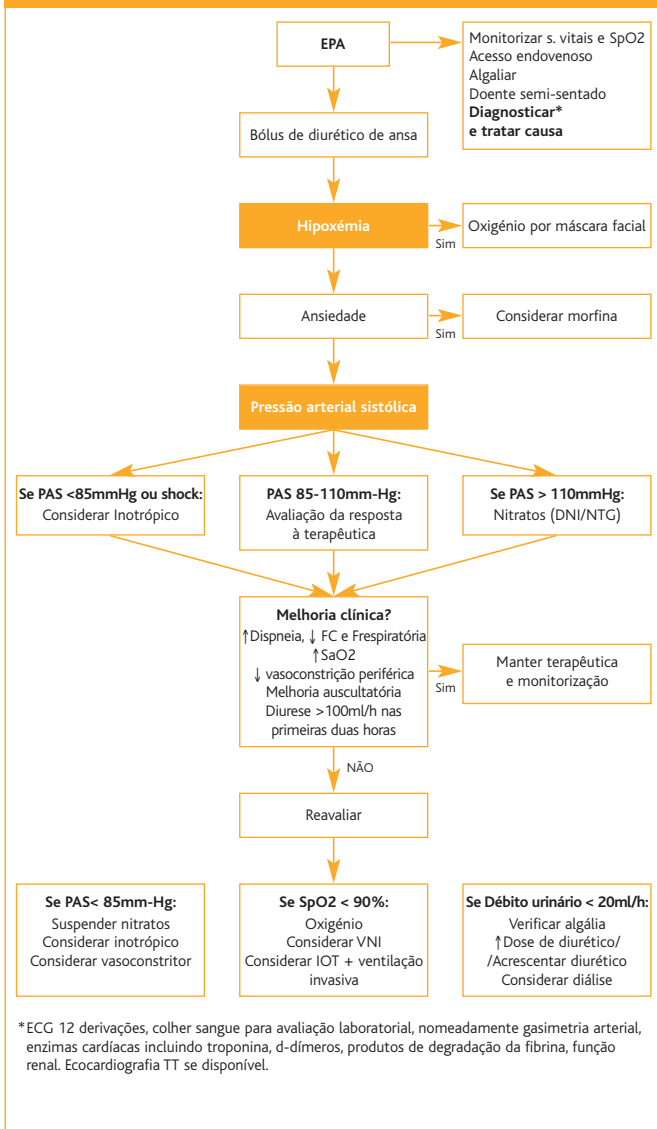 EPA
Monitorizar s. vitais e SpO2
Acesso endovenoso
Algaliar
Doente semi-sentado
Diagnosticar*
e tratar causa
Bólus de diurético de ansa
Hipoxémia
Sim
Oxigénio por máscara facial
Ansiedade
Sim
Considerar morfina
Pressão arterial sistólica
Se PAS <85mmHg ou shock:
Considerar Inotrópico
PAS 85-110mm-Hg:
Avaliação da resposta
à terapêutica
Se PAS > 110mmHg:
Nitratos (DNI/NTG)
Melhoria clínica?
↑Dispneia, ↓ FC e Frespiratória
↑SaO2
↓ vasoconstrição periférica
Melhoria auscultatória
Diurese >100ml/h nas
primeiras duas horas
Sim
Manter terapêutica
e monitorização
NÃO
Reavaliar
Se PAS< 85mm-Hg:
Suspender nitratos
Considerar inotrópico
Considerar vasoconstritor
Se SpO2 < 90%:
Oxigénio
Considerar VNI
Considerar IOT + ventilação
invasiva
Se Débito urinário < 20ml/h:
Verificar algália
↑Dose de diurético/
/Acrescentar diurético
Considerar diálise
*ECG 12 derivações, colher sangue para avaliação laboratorial, nomeadamente gasimetria arterial,
enzimas cardíacas incluindo troponina, d-dímeros, produtos de degradação da fibrina, função
renal. Ecocardiografia TT se disponível.